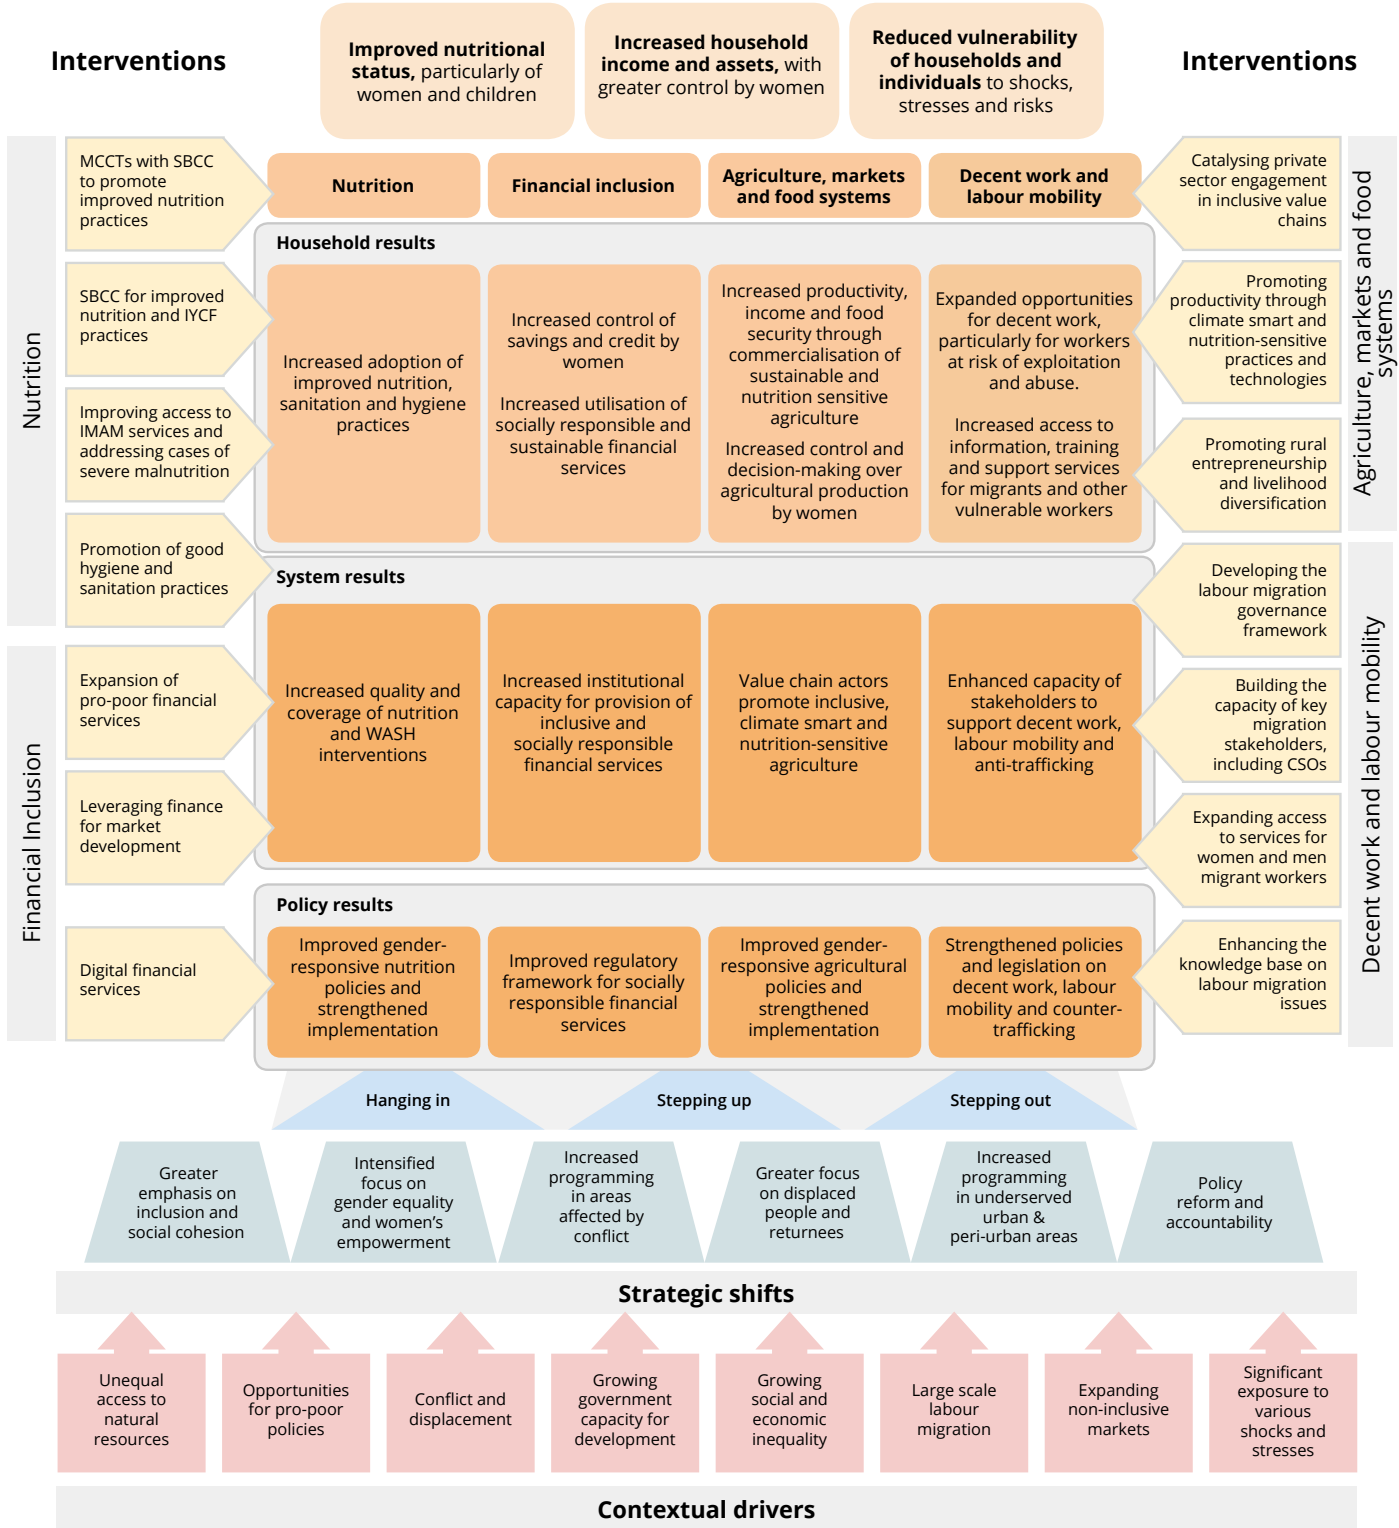 Interventions
Improved nutritional
status, particularly of
women and children
Increased household
income and assets, with
greater control by women
Reduced vulnerability
of households and
individuals to shocks,
stresses and risks
Interventions
Nutrition
MCCTs with SBCC
to promote
improved nutrition
practices
SBCC for improved
nutrition and IYCF
practices
Improving access to
IMAM services and
addressing cases of
severe malnutrition
Promotion of good
hygiene and
sanitation practices
Financial Inclusion
Expansion of
pro-poor financial
services
Leveraging finance
for market
development
Digital financial
services
Nutrition
Financial inclusion
Agriculture, markets
and food systems
Decent work and
labour mobility
Household results
Increased adoption of
improved nutrition,
sanitation and hygiene
practices
Increased control of
savings and credit by
women
Increased utilisation of
socially responsible and
sustainable financial
services
Increased productivity,
income and food
security through
commercialisation of
sustainable and
nutrition sensitive
agriculture
Increased control and
decision-making over
agricultural production
by women
Expanded opportunities
for decent work,
particularly for workers
at risk of exploitation
and abuse.
Increased access to
information, training
and support services
for migrants and other
vulnerable workers
System results
Increased quality and
coverage of nutrition
and WASH
interventions
Increased institutional
capacity for provision of
inclusive and
socially responsible
financial services
Value chain actors
promote inclusive,
climate smart and
nutrition-sensitive
agriculture
Enhanced capacity of
stakeholders to
support decent work,
labour mobility and
anti-trafficking
Policy results
Improved gender-
responsive nutrition
policies and
strengthened
implementation
Improved regulatory
framework for socially
responsible financial
services
Improved gender-
responsive agricultural
policies and
strengthened
implementation
Strengthened policies
and legislation on
decent work, labour
mobility and counter-
trafficking
Catalysing private
sector engagement
in inclusive value
chains
Promoting
productivity through
climate smart and
nutrition-sensitive
practices and
technologies
Promoting rural
entrepreneurship
and livelihood
diversification
Agriculture, markets and food
systems
Developing the
labour migration
governance
framework
Building the
capacity of key
migration
stakeholders,
including CSOs
Expanding access
to services for
women and men
migrant workers
Enhancing the
knowledge base on
labour migration
issues
Decent work and labour mobility
Hanging in
Stepping up
Stepping out
Greater
emphasis on
inclusion and
social cohesion
Intensified
focus on
gender equality
and women’s
empowerment
Increased
programming
in areas
affected by
conflict
Greater focus
on displaced
people and
returnees
Increased
programming
in underserved
urban &
peri-urban areas
Policy
reform and
accountability
Strategic shifts
Unequal
access to
natural
resources
Opportunities
for pro-poor
policies
Conflict and
displacement
Growing
government
capacity for
development
Growing
social and
economic
inequality
Large scale
labour
migration
Expanding
non-inclusive
markets
Significant
exposure to
various
shocks and
stresses
Contextual drivers